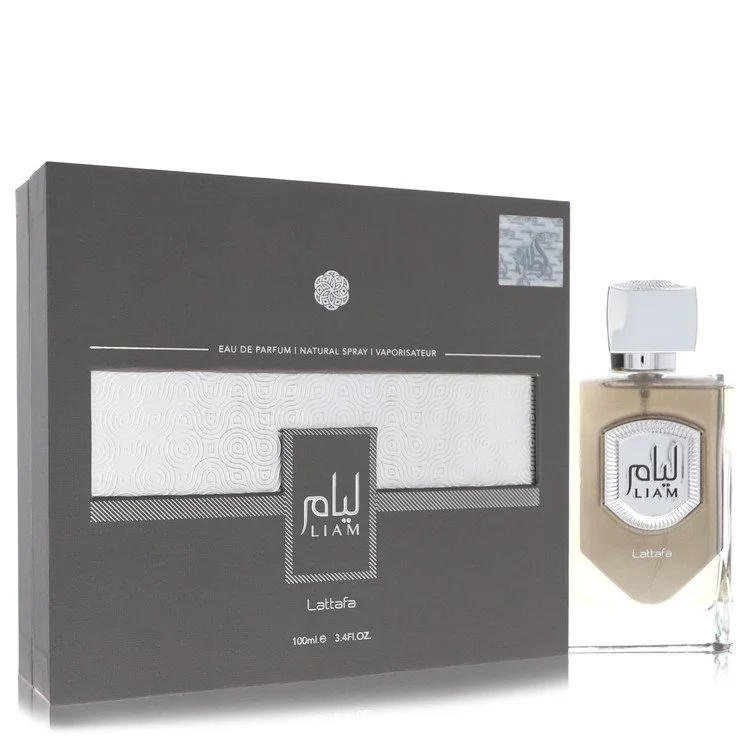 EAU DE PARFUM | NATURAL SPRAY | VAPORISATEUR
ليام
LIAM
Lattafa
100ml.e 3.4Fl.OZ.
ليام
LIAM
Lattafa